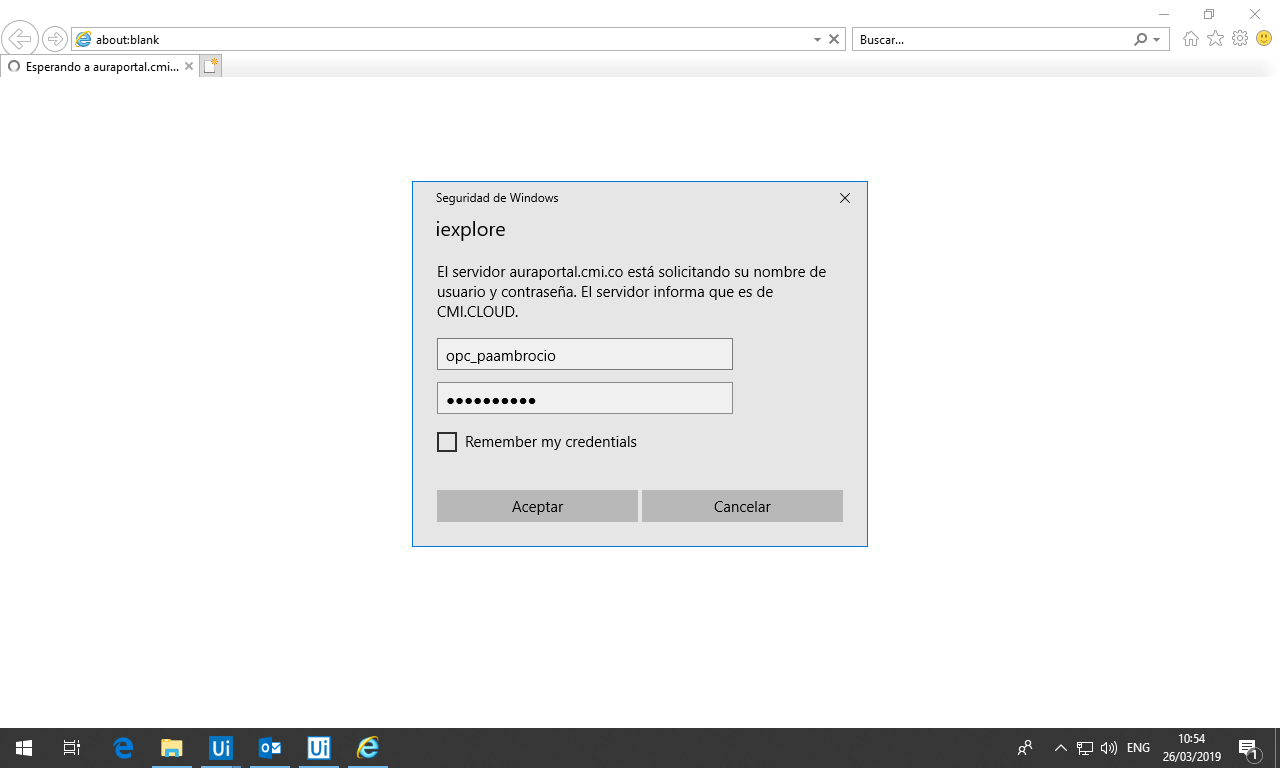 about:blank
Buscar...
Esperando a auraportal.cmi...
Seguridad de Windows
iexplore
El servidor auraportal.cmi.co está solicitando su nombre de
usuario y contraseña. El servidor informa que es de
CMI.CLOUD.
opc_paambrocio
●●●●●●●●●●
Remember my credentials
Aceptar
Cancelar
Ui
Ui
ENG
10:54
26/03/2019
1